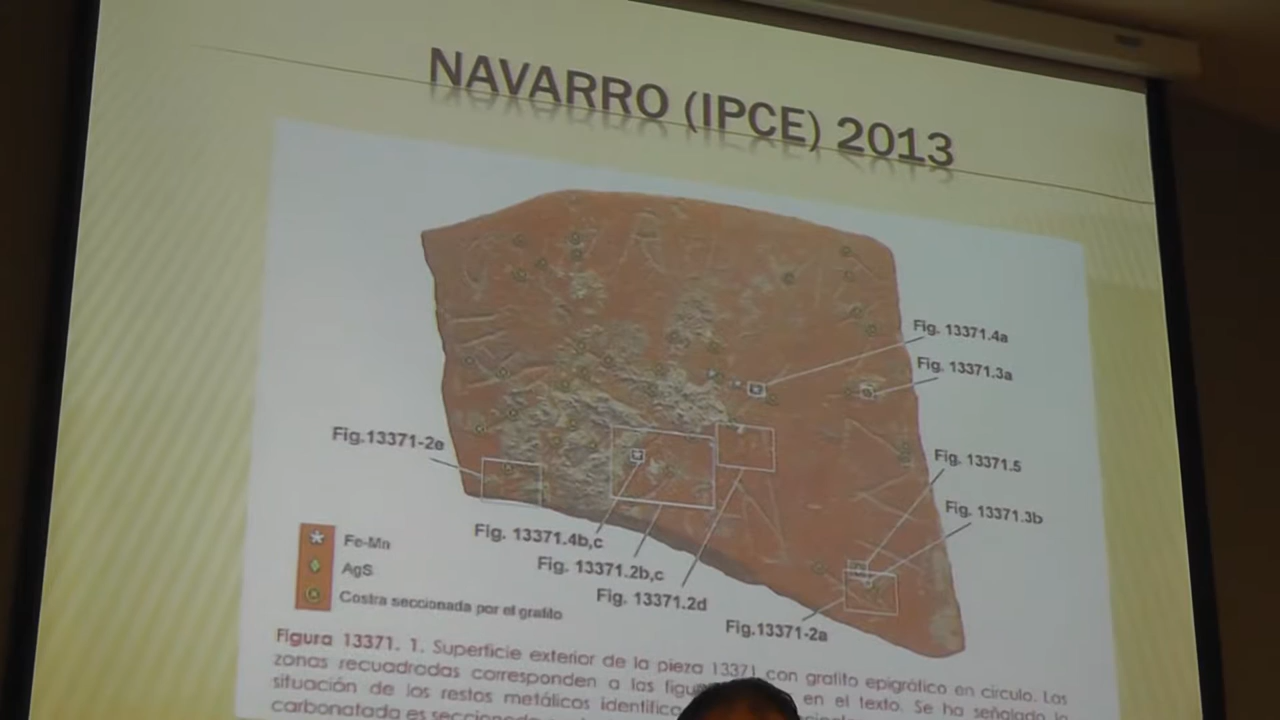 NAVARRO (IPCE) 2013
Fig. 13371.4a
Fig. 13371.3a
Fig.13371-2e
Fig. 13371.5
Fig. 13371.3b
Fig. 13371.4b,c
Fig. 13371.2b,c
Fig. 13371.2d
Fig.13371-2a
Fe-Mn
AgS
Costra seccionada por el grafito
Figura 13371. 1. Superficie exterior de la pieza 13371 con grafito epigráfico en círculo. Las
zonas recuadradas corresponden a las en el texto. Se ha señalado la
situación de los restos metálicos
carbonatada es